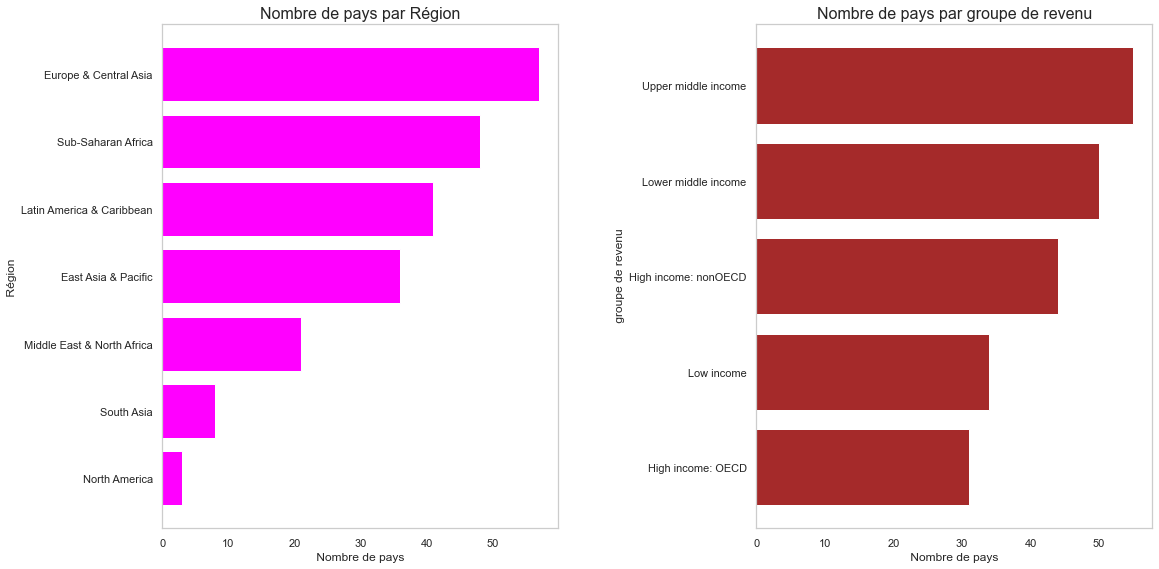 Nombre de pays par Région
Europe & Central Asia
Sub-Saharan Africa
Latin America & Caribbean
East Asia & Pacific
Middle East & North Africa
South Asia
North America
Région
0 10 20 30 40 50
Nombre de pays
Nombre de pays par groupe de revenu
Upper middle income
Lower middle income
High income: nonOECD
Low income
High income: OECD
groupe de revenu
0 10 20 30 40 50
Nombre de pays